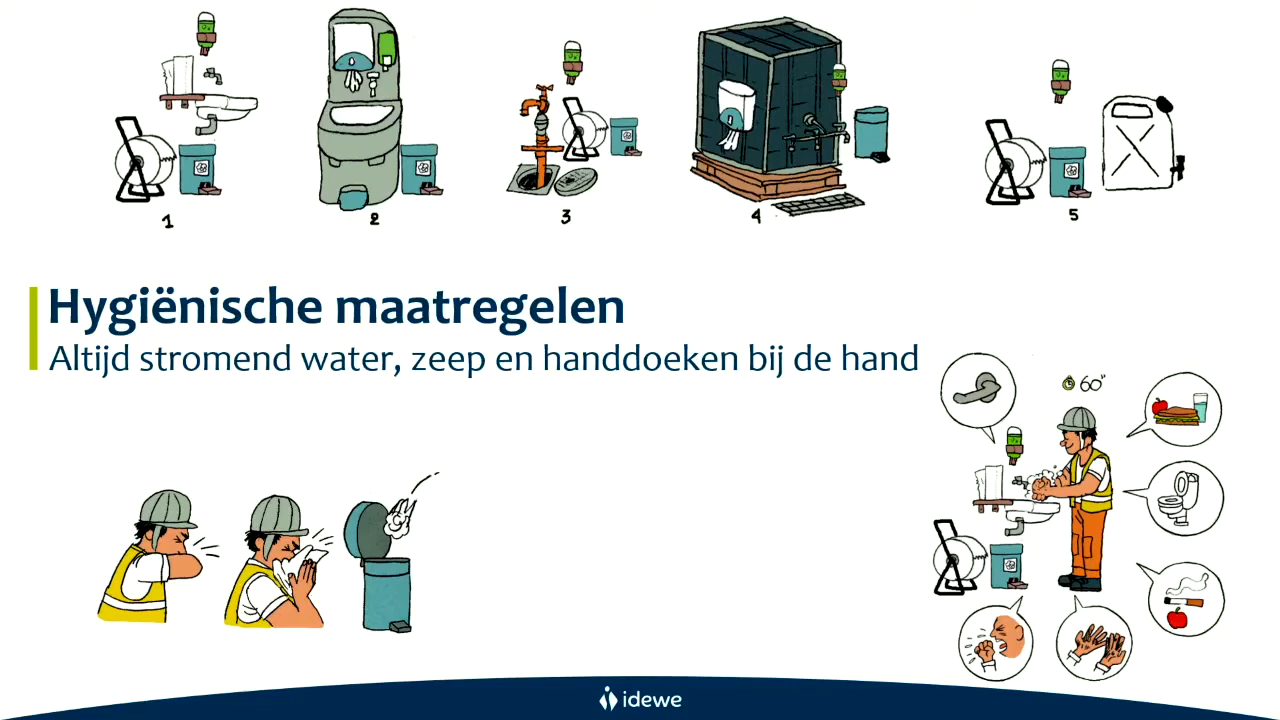 1
2
3
4
5
Hygiënische maatregelen
Altijd stromend water, zeep en handdoeken bij de hand
60"
idewe